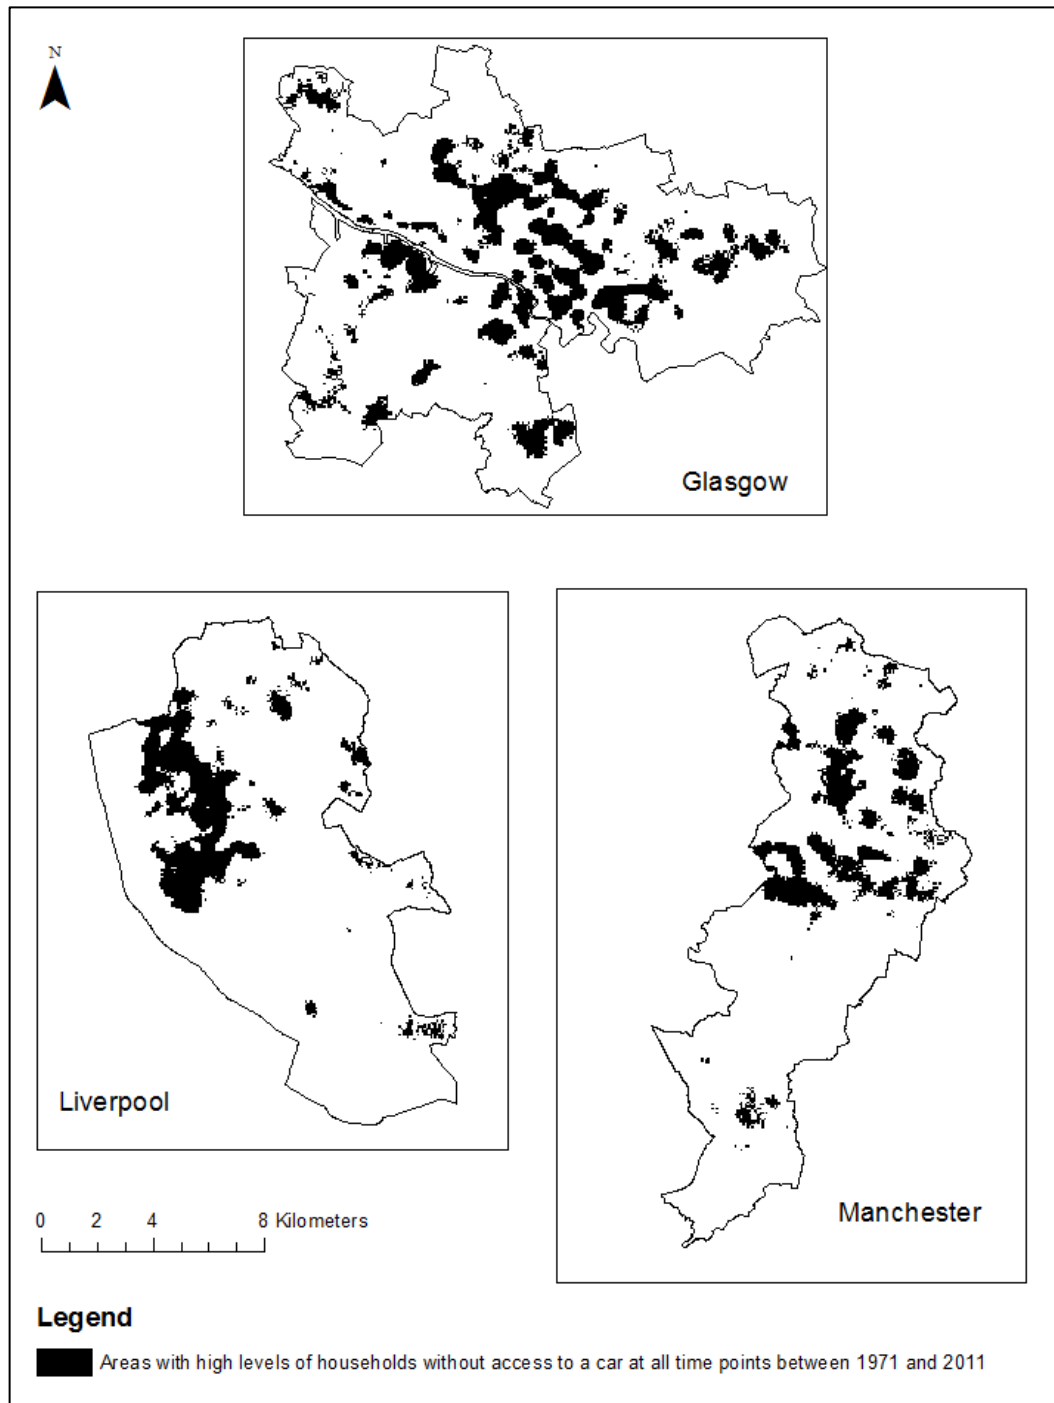 N
Glasgow
Liverpool
Manchester
0 2 4 8 Kilometers
Legend
Areas with high levels of households without access to a car at all time points between 1971 and 2011